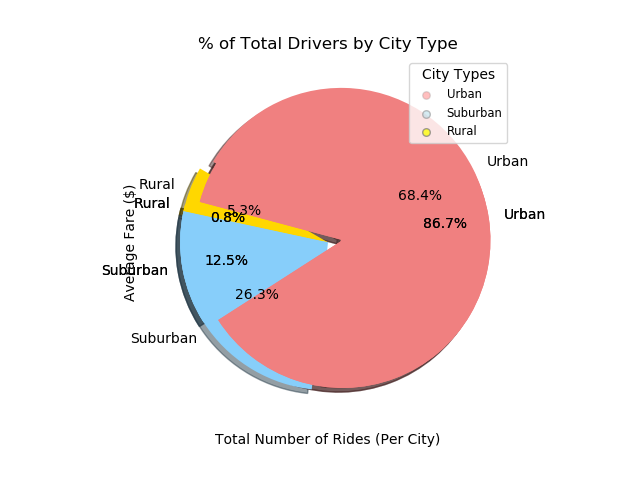 % of Total Drivers by City Type
City Types
Urban
Suburban
Rural
Urban
Rural
68.4%
Rural
5.3%
Urban
0.8%
86.7%
Average Fare ($)
12.5%
Suburban
26.3%
Suburban
Total Number of Rides (Per City)